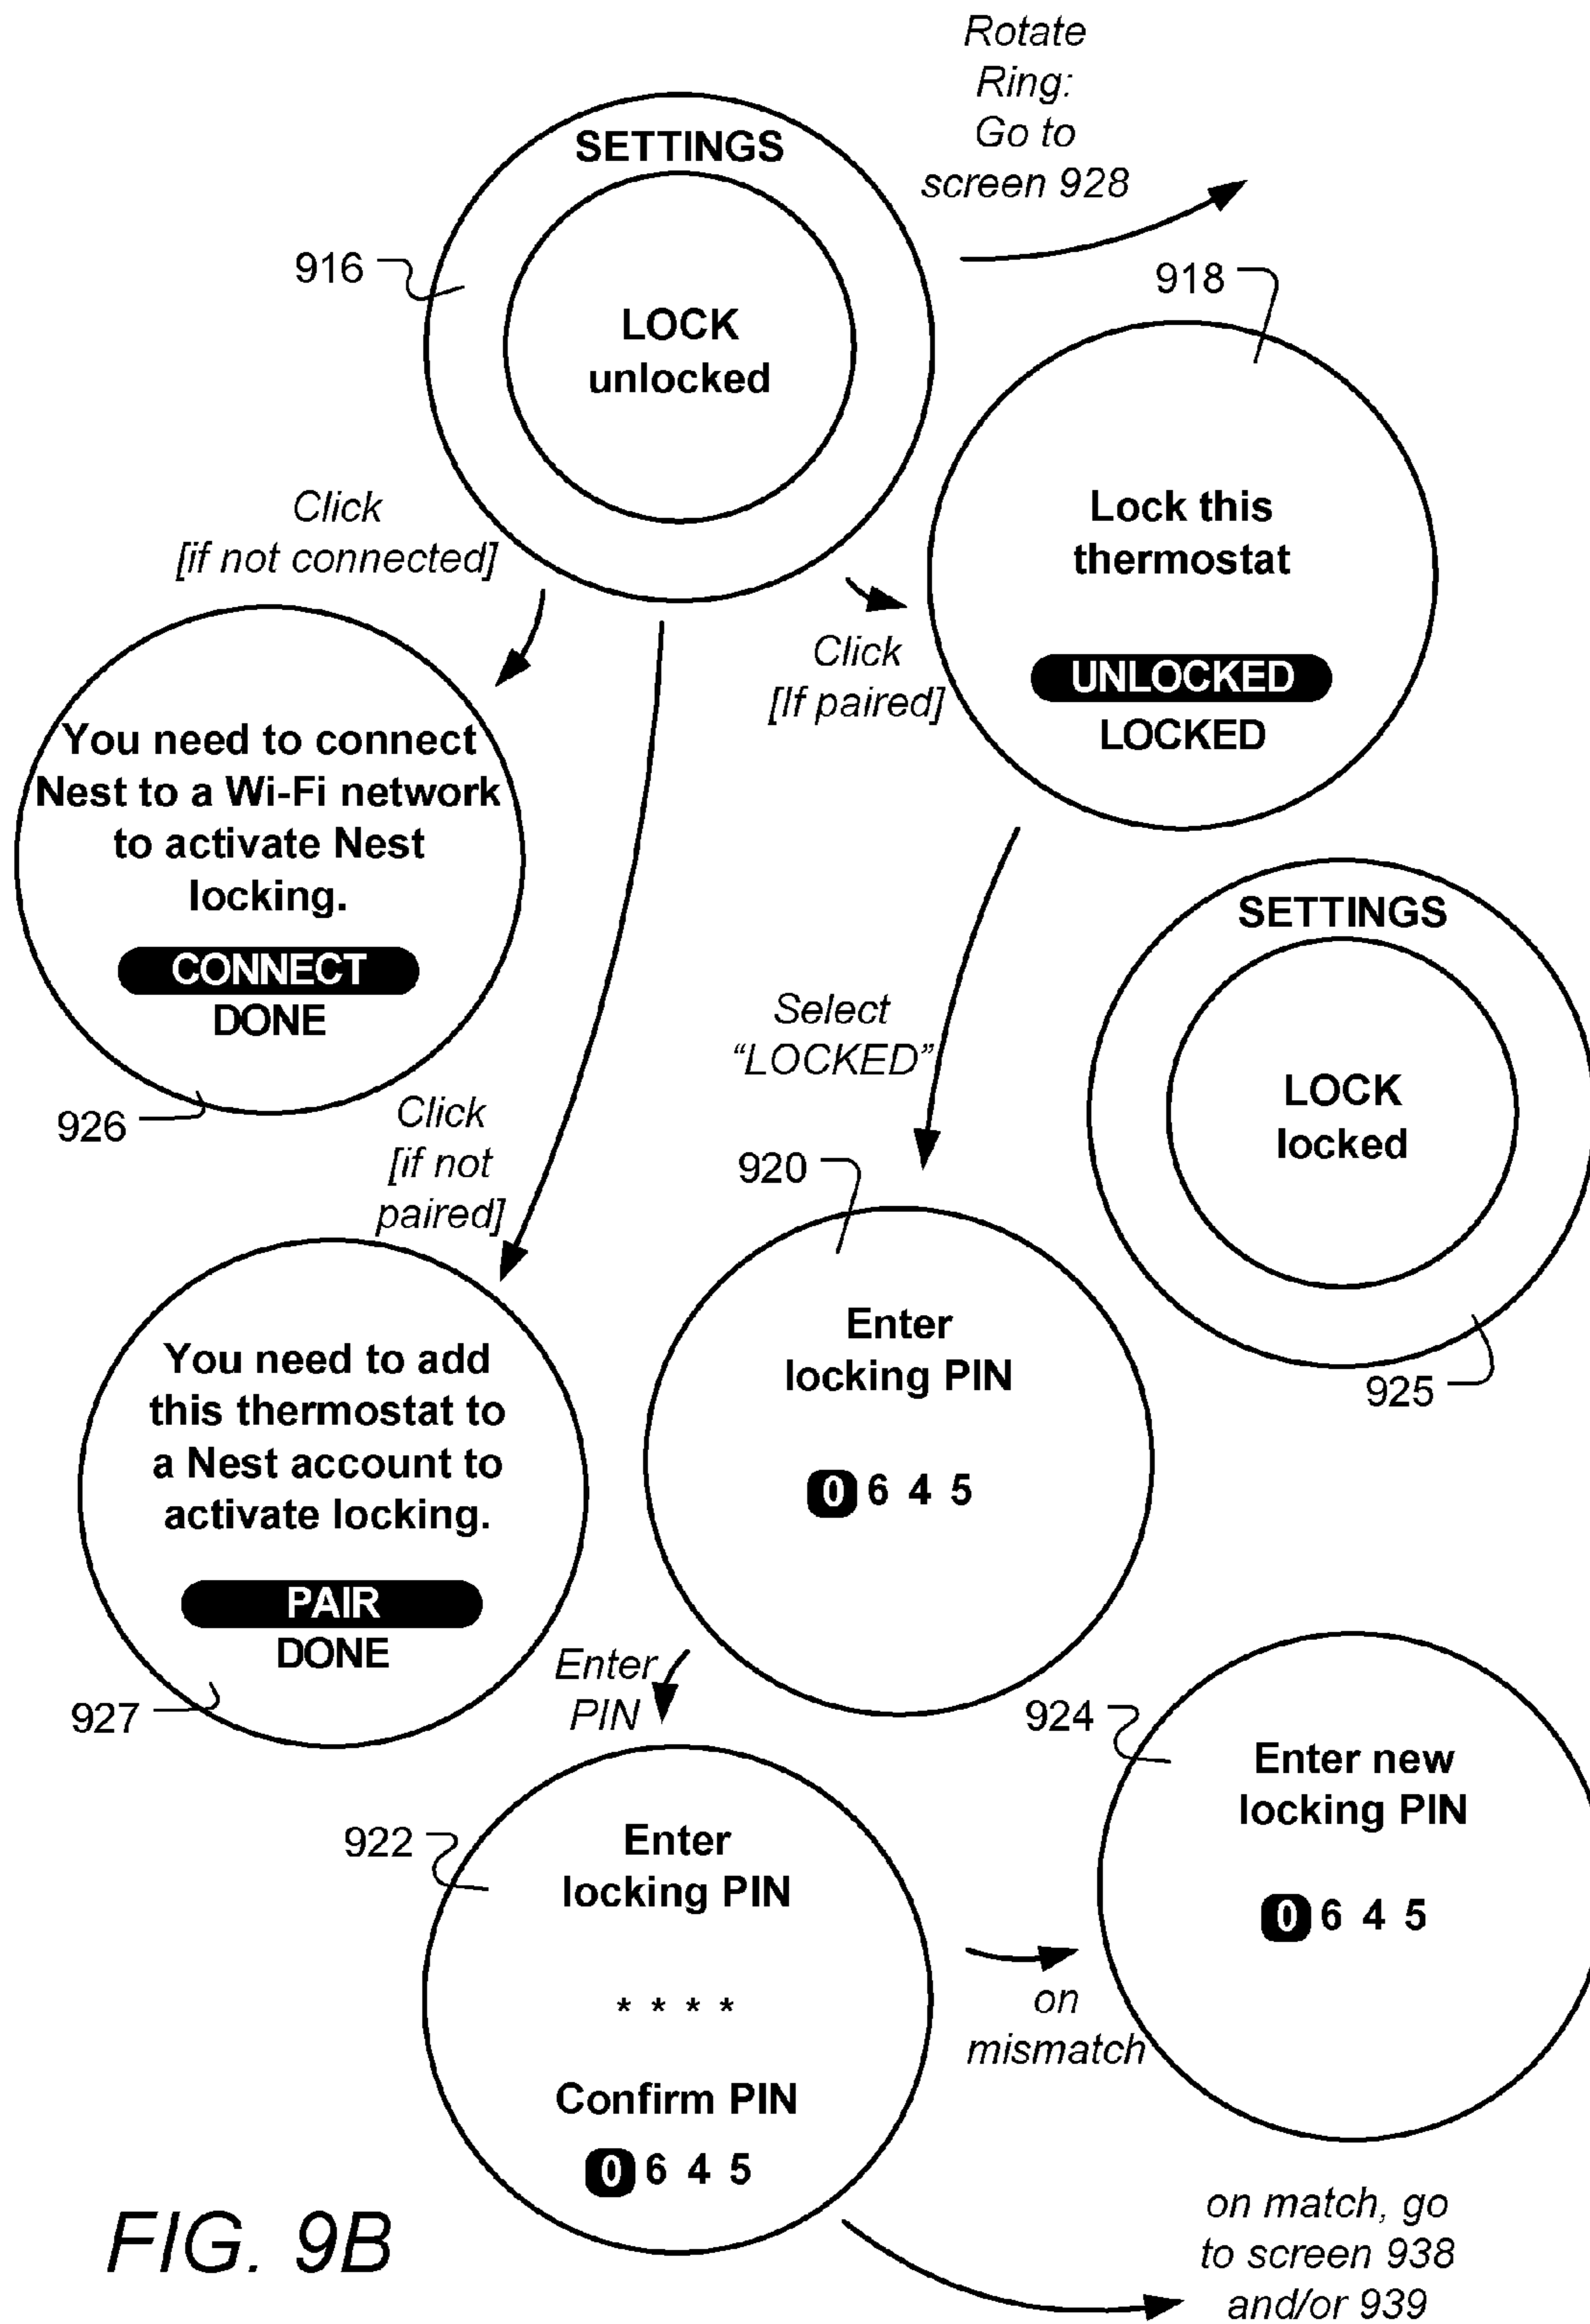 Rotate
Ring:
Go to
screen 928
SETTINGS
LOCK
unlocked
916
918
Lock this
thermostat
UNLOCKED
LOCKED
Click
[if not connected]
Click
[If paired]
You need to connect
Nest to a Wi-Fi network
to activate Nest
locking.
CONNECT
DONE
926
SETTINGS
LOCK
locked
925
Select
“LOCKED”
Click
[if not
paired]
920
Enter
locking PIN
0 6 4 5
You need to add
this thermostat to
a Nest account to
activate locking.
PAIR
DONE
927
Enter
PIN
924
Enter new
locking PIN
0 6 4 5
922
Enter
locking PIN
* * * *
Confirm PIN
0 6 4 5
on
mismatch
on match, go
to screen 938
and/or 939
FIG. 9B